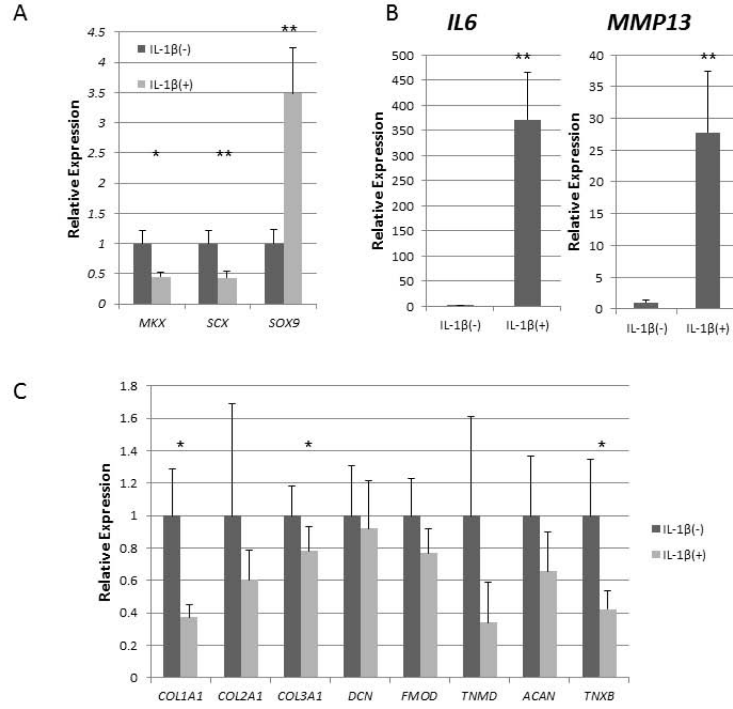 A
Relative Expression
4.5
4
3.5
3
2.5
2
1.5
1
0.5
0
IL-1β(-)
IL-1β(+)
*
**
**
MKX SCX SOX9
B
IL6
Relative Expression
500
450
400
350
300
250
200
150
100
50
0
**
IL-1β(-) IL-1β(+)
MMP13
Relative Expression
40
35
30
25
20
15
10
5
0
**
IL-1β(-) IL-1β(+)
C
Relative Expression
1.8
1.6
1.4
1.2
1
0.8
0.6
0.4
0.2
0
*
*
*
COL1A1 COL2A1 COL3A1 DCN FMOD TNMD ACAN TNXB
IL-1β(-)
IL-1β(+)